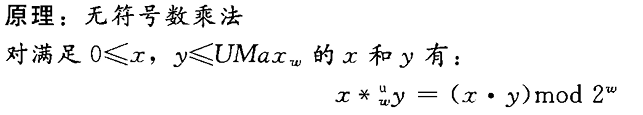 原理：无符号数乘法
对满足 0≤x，y≤UMax_w 的 x 和 y 有：
x *^u_w y = (x · y)mod 2^w